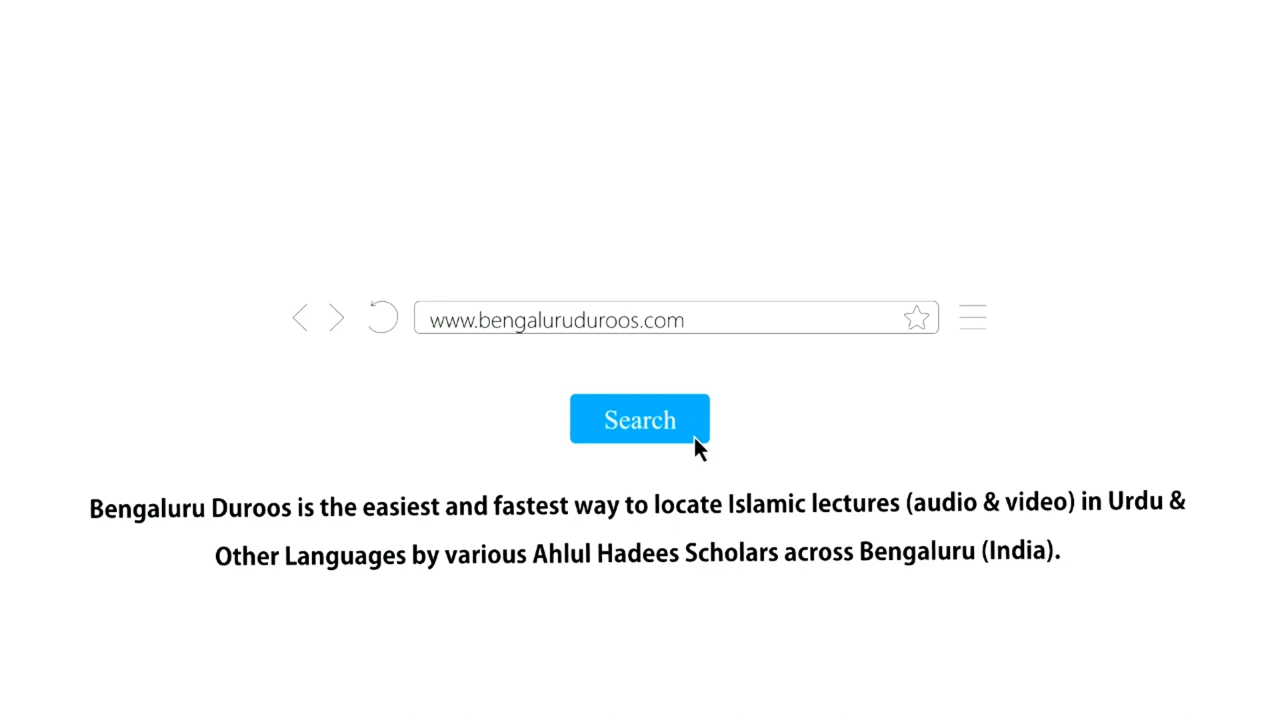 www.bengaluruduroos.com
Search
Bengaluru Duroos is the easiest and fastest way to locate Islamic lectures (audio & video) in Urdu &
Other Languages by various Ahlul Hadees Scholars across Bengaluru (India).